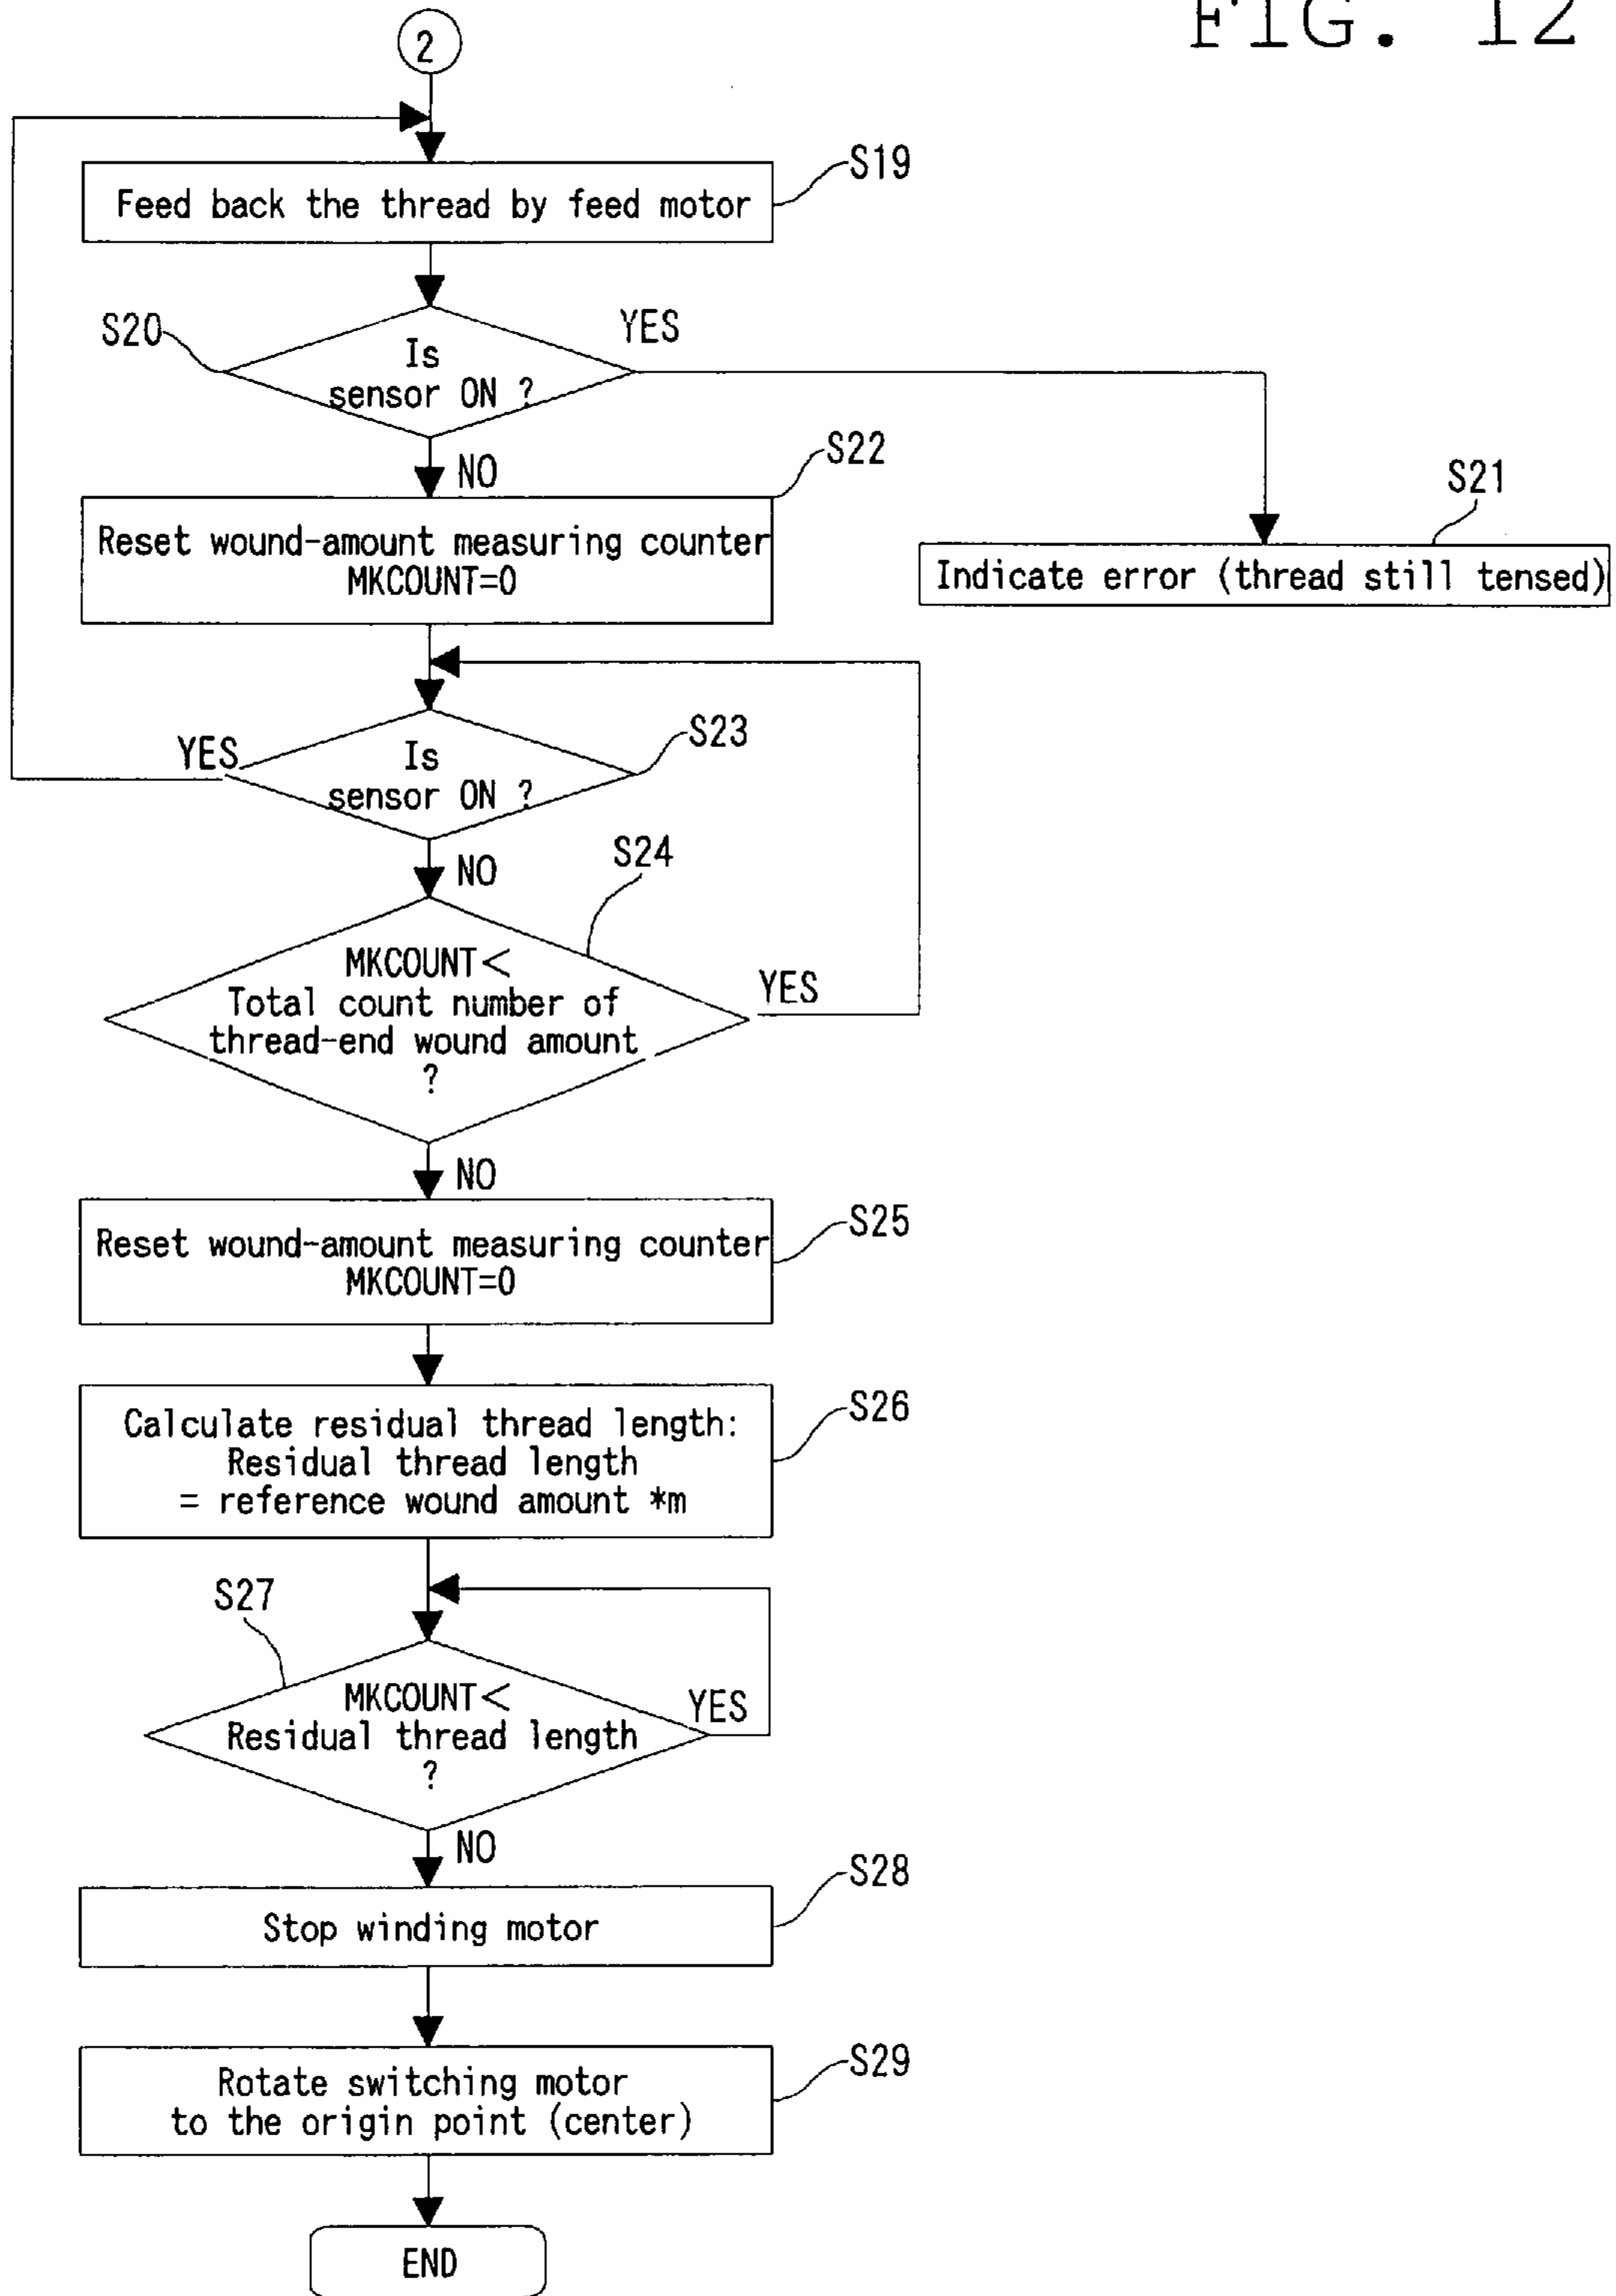 FIG. 12
2
S19
Feed back the thread by feed motor
S20
YES
Is
sensor ON ?
NO
S22
S21
Reset wound-amount measuring counter
MKCOUNT=0
Indicate error (thread still tensed)
S23
YES
Is
sensor ON ?
NO
S24
MKCOUNT<
Total count number of
thread-end wound amount
?
YES
NO
S25
Reset wound-amount measuring counter
MKCOUNT=0
S26
Calculate residual thread length:
Residual thread length
= reference wound amount *m
S27
MKCOUNT<
Residual thread length
?
YES
NO
S28
Stop winding motor
S29
Rotate switching motor
to the origin point (center)
END